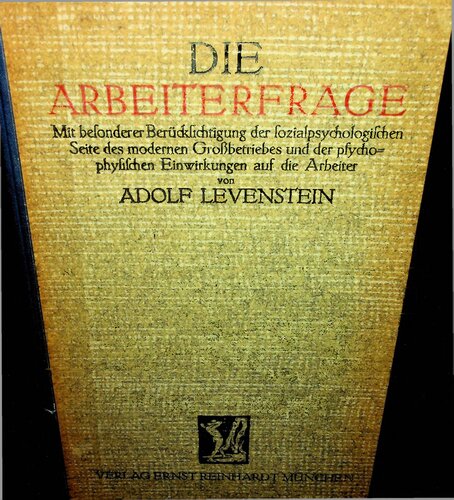 DIE
ARBEITERFRAGE
Mit beſonderer Berückſichtigung der ſozialpsychologiſchen
Seite des modernen Großbetriebes und der pſycho=
phyſiſchen Einwirkungen auf die Arbeiter
von
ADOLF LEVENSTEIN
VERLAG ERNST REINHARDT MÜNCHEN